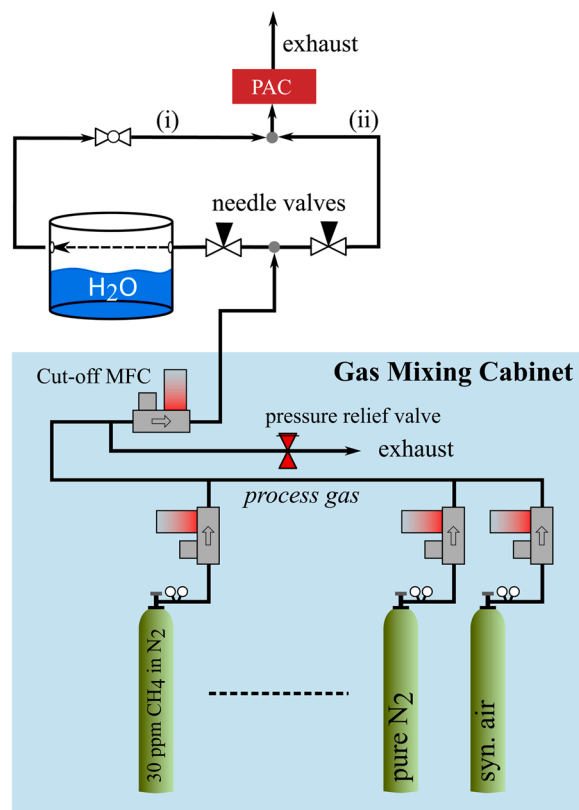 exhaust
PAC
(i)
(ii)
needle valves
H2O
Gas Mixing Cabinet
Cut-off MFC
pressure relief valve
exhaust
process gas
30 ppm CH4 in N2
pure N2
syn. air